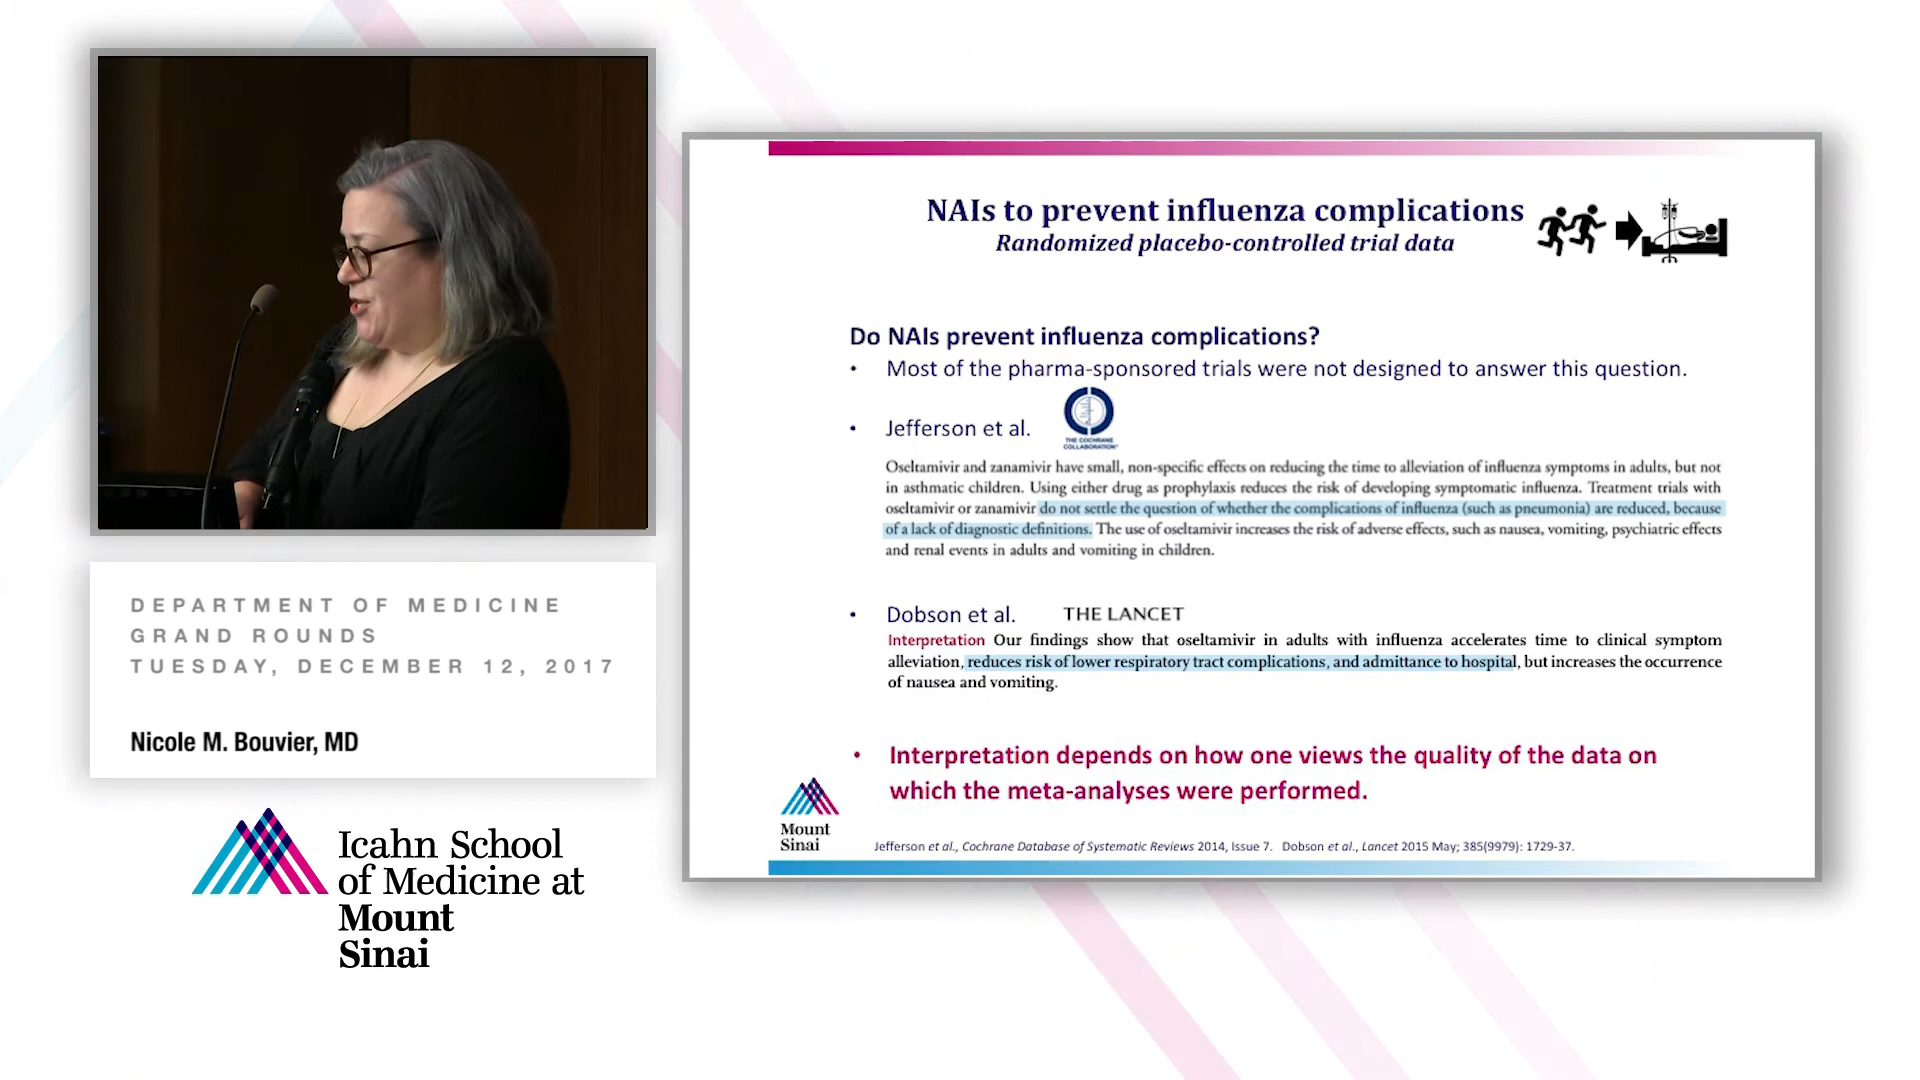 DEPARTMENT OF MEDICINE
GRAND ROUNDS
TUESDAY, DECEMBER 12, 2017
Nicole M. Bouvier, MD
Icahn School
of Medicine at
Mount
Sinai
NAIs to prevent influenza complications
Randomized placebo-controlled trial data
Do NAIs prevent influenza complications?
• Most of the pharma-sponsored trials were not designed to answer this question.
• Jefferson et al.
THE COCHRANE
COLLABORATION®
Oseltamivir and zanamivir have small, non-specific effects on reducing the time to alleviation of influenza symptoms in adults, but not
in asthmatic children. Using either drug as prophylaxis reduces the risk of developing symptomatic influenza. Treatment trials with
oseltamivir or zanamivir do not settle the question of whether the complications of influenza (such as pneumonia) are reduced, because
of a lack of diagnostic definitions. The use of oseltamivir increases the risk of adverse effects, such as nausea, vomiting, psychiatric effects
and renal events in adults and vomiting in children.
• Dobson et al. THE LANCET
Interpretation Our findings show that oseltamivir in adults with influenza accelerates time to clinical symptom
alleviation, reduces risk of lower respiratory tract complications, and admittance to hospital, but increases the occurrence
of nausea and vomiting.
• Interpretation depends on how one views the quality of the data on
which the meta-analyses were performed.
Mount
Sinai
Jefferson et al., Cochrane Database of Systematic Reviews 2014, Issue 7. Dobson et al., Lancet 2015 May; 385(9979): 1729-37.